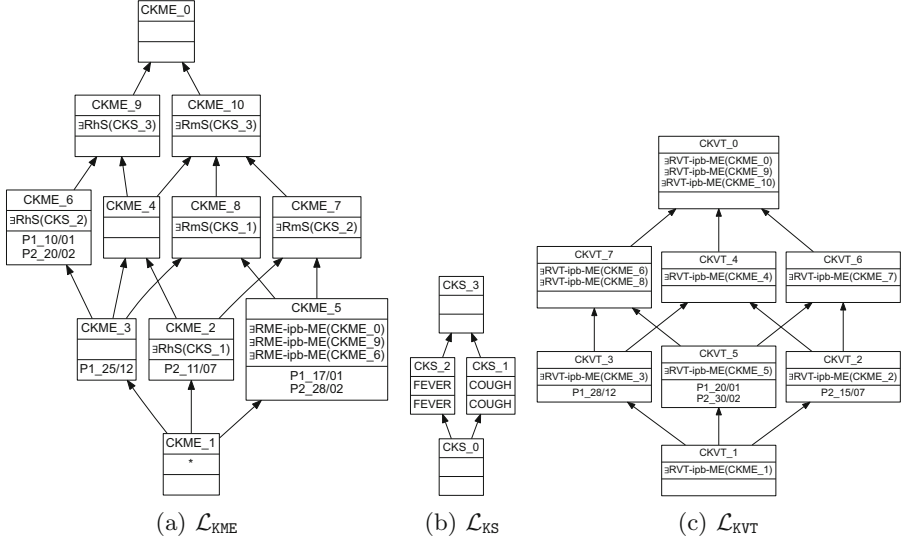 CKME_0
CKME_9
∃RhS(CKS_3)
CKME_10
∃RmS(CKS_3)
CKME_6
∃RhS(CKS_2)
P1_10/01
P2_20/02
CKME_4
CKME_8
∃RmS(CKS_1)
CKME_7
∃RmS(CKS_2)
CKME_3
P1_25/12
CKME_2
∃RhS(CKS_1)
P2_11/07
CKME_5
∃RME-ipb-ME(CKME_0)
∃RME-ipb-ME(CKME_9)
∃RME-ipb-ME(CKME_6)
P1_17/01
P2_28/02
CKME_1
*
(a) ℒKME
CKS_3
CKS_2
FEVER
FEVER
CKS_1
COUGH
COUGH
CKS_0
(b) ℒKS
CKVT_0
∃RVT-ipb-ME(CKME_0)
∃RVT-ipb-ME(CKME_9)
∃RVT-ipb-ME(CKME_10)
CKVT_7
∃RVT-ipb-ME(CKME_6)
∃RVT-ipb-ME(CKME_8)
CKVT_4
∃RVT-ipb-ME(CKME_4)
CKVT_6
∃RVT-ipb-ME(CKME_7)
CKVT_3
∃RVT-ipb-ME(CKME_3)
P1_28/12
CKVT_5
∃RVT-ipb-ME(CKME_5)
P1_20/01
P2_30/02
CKVT_2
∃RVT-ipb-ME(CKME_2)
P2_15/07
CKVT_1
∃RVT-ipb-ME(CKME_1)
(c) ℒKVT